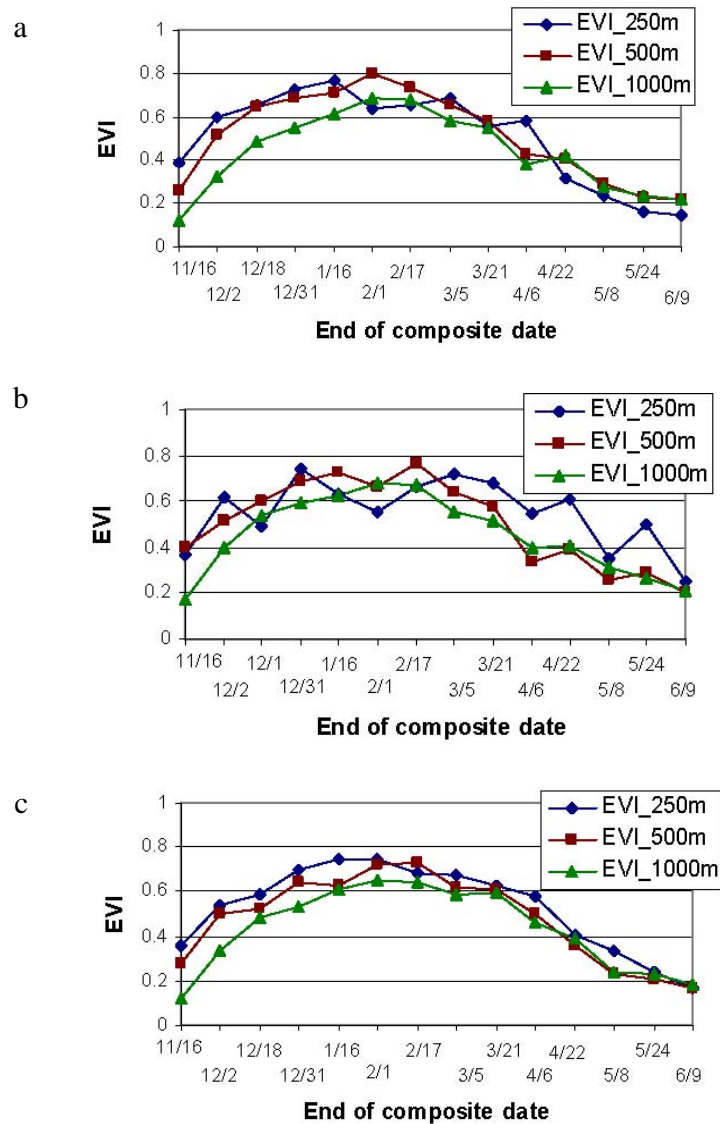 a
EVI_250m
EVI_500m
EVI_1000m
1
0.8
0.6
0.4
0.2
0
EVI
11/16 12/18 1/16 2/17 3/21 4/22 5/24
12/2 12/31 2/1 3/5 4/6 5/8 6/9
End of composite date
b
EVI_250m
EVI_500m
EVI_1000m
1
0.8
0.6
0.4
0.2
0
EVI
11/16 12/1 1/16 2/17 3/21 4/22 5/24
12/2 12/31 2/1 3/5 4/6 5/8 6/9
End of composite date
c
EVI_250m
EVI_500m
EVI_1000m
1
0.8
0.6
0.4
0.2
0
EVI
11/16 12/18 1/16 2/17 3/21 4/22 5/24
12/2 12/31 2/1 3/5 4/6 5/8 6/9
End of composite date